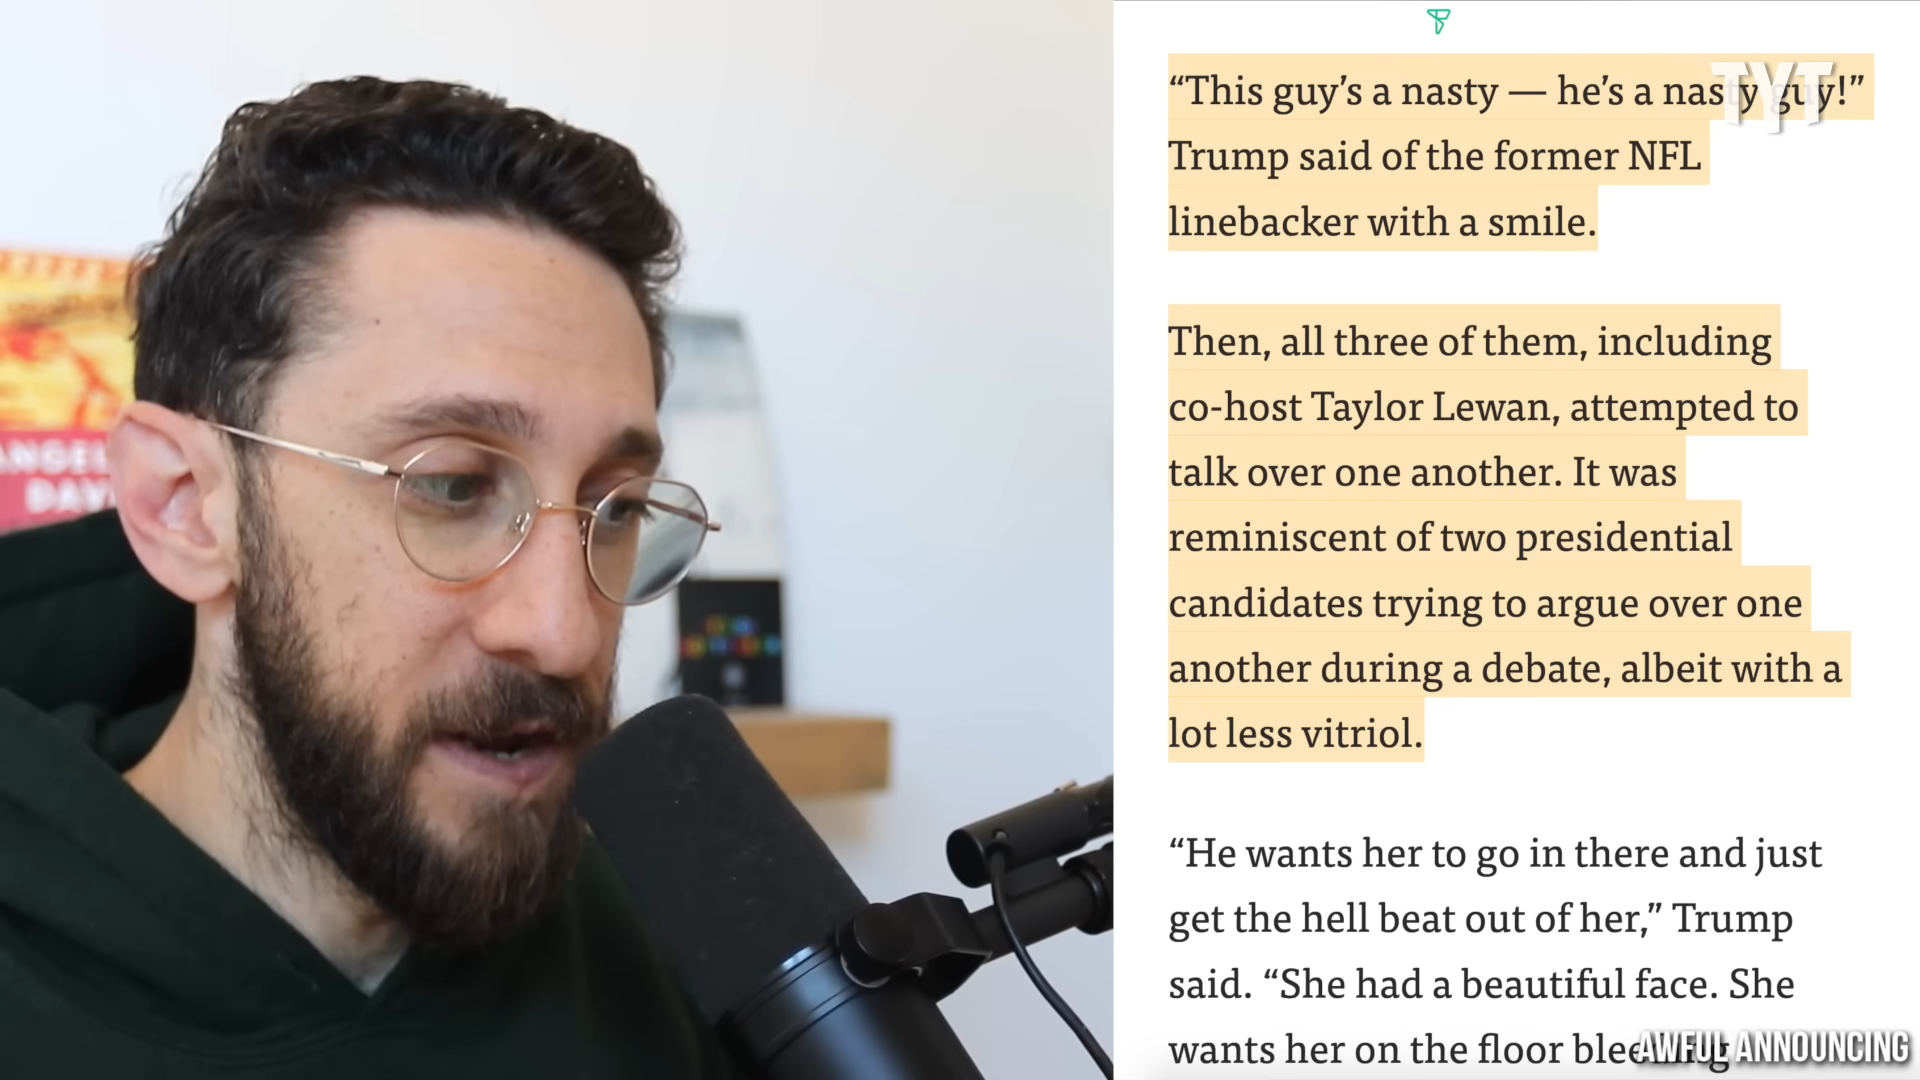 TYT
“This guy’s a nasty — he’s a nasty guy!”
Trump said of the former NFL
linebacker with a smile.
Then, all three of them, including
co-host Taylor Lewan, attempted to
talk over one another. It was
reminiscent of two presidential
candidates trying to argue over one
another during a debate, albeit with a
lot less vitriol.
“He wants her to go in there and just
get the hell beat out of her,” Trump
said. “She had a beautiful face. She
wants her on the floor bleeding
AWFUL ANNOUNCING